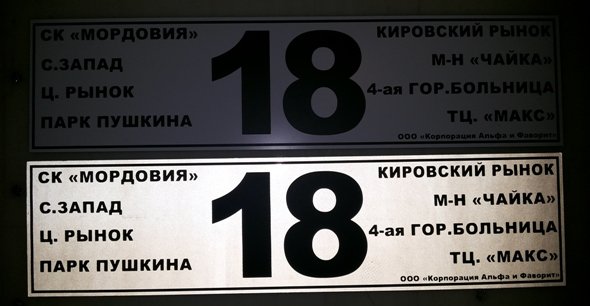 СК «МОРДОВИЯ»
С.ЗАПАД
Ц. РЫНОК
ПАРК ПУШКИНА
18
КИРОВСКИЙ РЫНОК
М-Н «ЧАЙКА»
4-ая ГОР.БОЛЬНИЦА
ТЦ. «МАКС»
ООО «Корпорация Альфа и Фаворит»
СК «МОРДОВИЯ»
С.ЗАПАД
Ц. РЫНОК
ПАРК ПУШКИНА
18
КИРОВСКИЙ РЫНОК
М-Н «ЧАЙКА»
4-ая ГОР.БОЛЬНИЦА
ТЦ. «МАКС»
ООО «Корпорация Альфа и Фаворит»